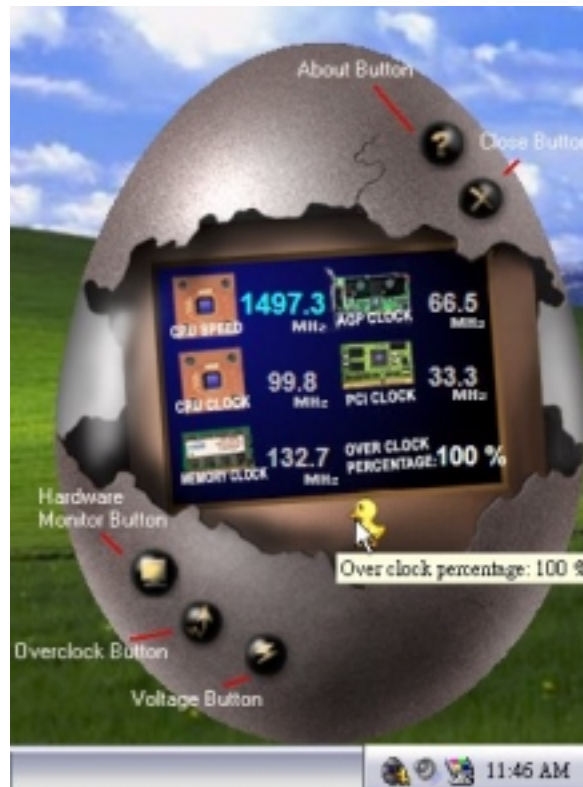 About Button
Close Button
1497.3
MHz
CPU SPEED
66.5
MHz
AGP CLOCK
99.8
MHz
CPU CLOCK
33.3
MHz
PCI CLOCK
132.7
MHz
MEMORY CLOCK
OVER CLOCK
PERCENTAGE:100 %
Over clock percentage: 100 %
Hardware
Monitor Button
Overclock Button
Voltage Button
11:46 AM